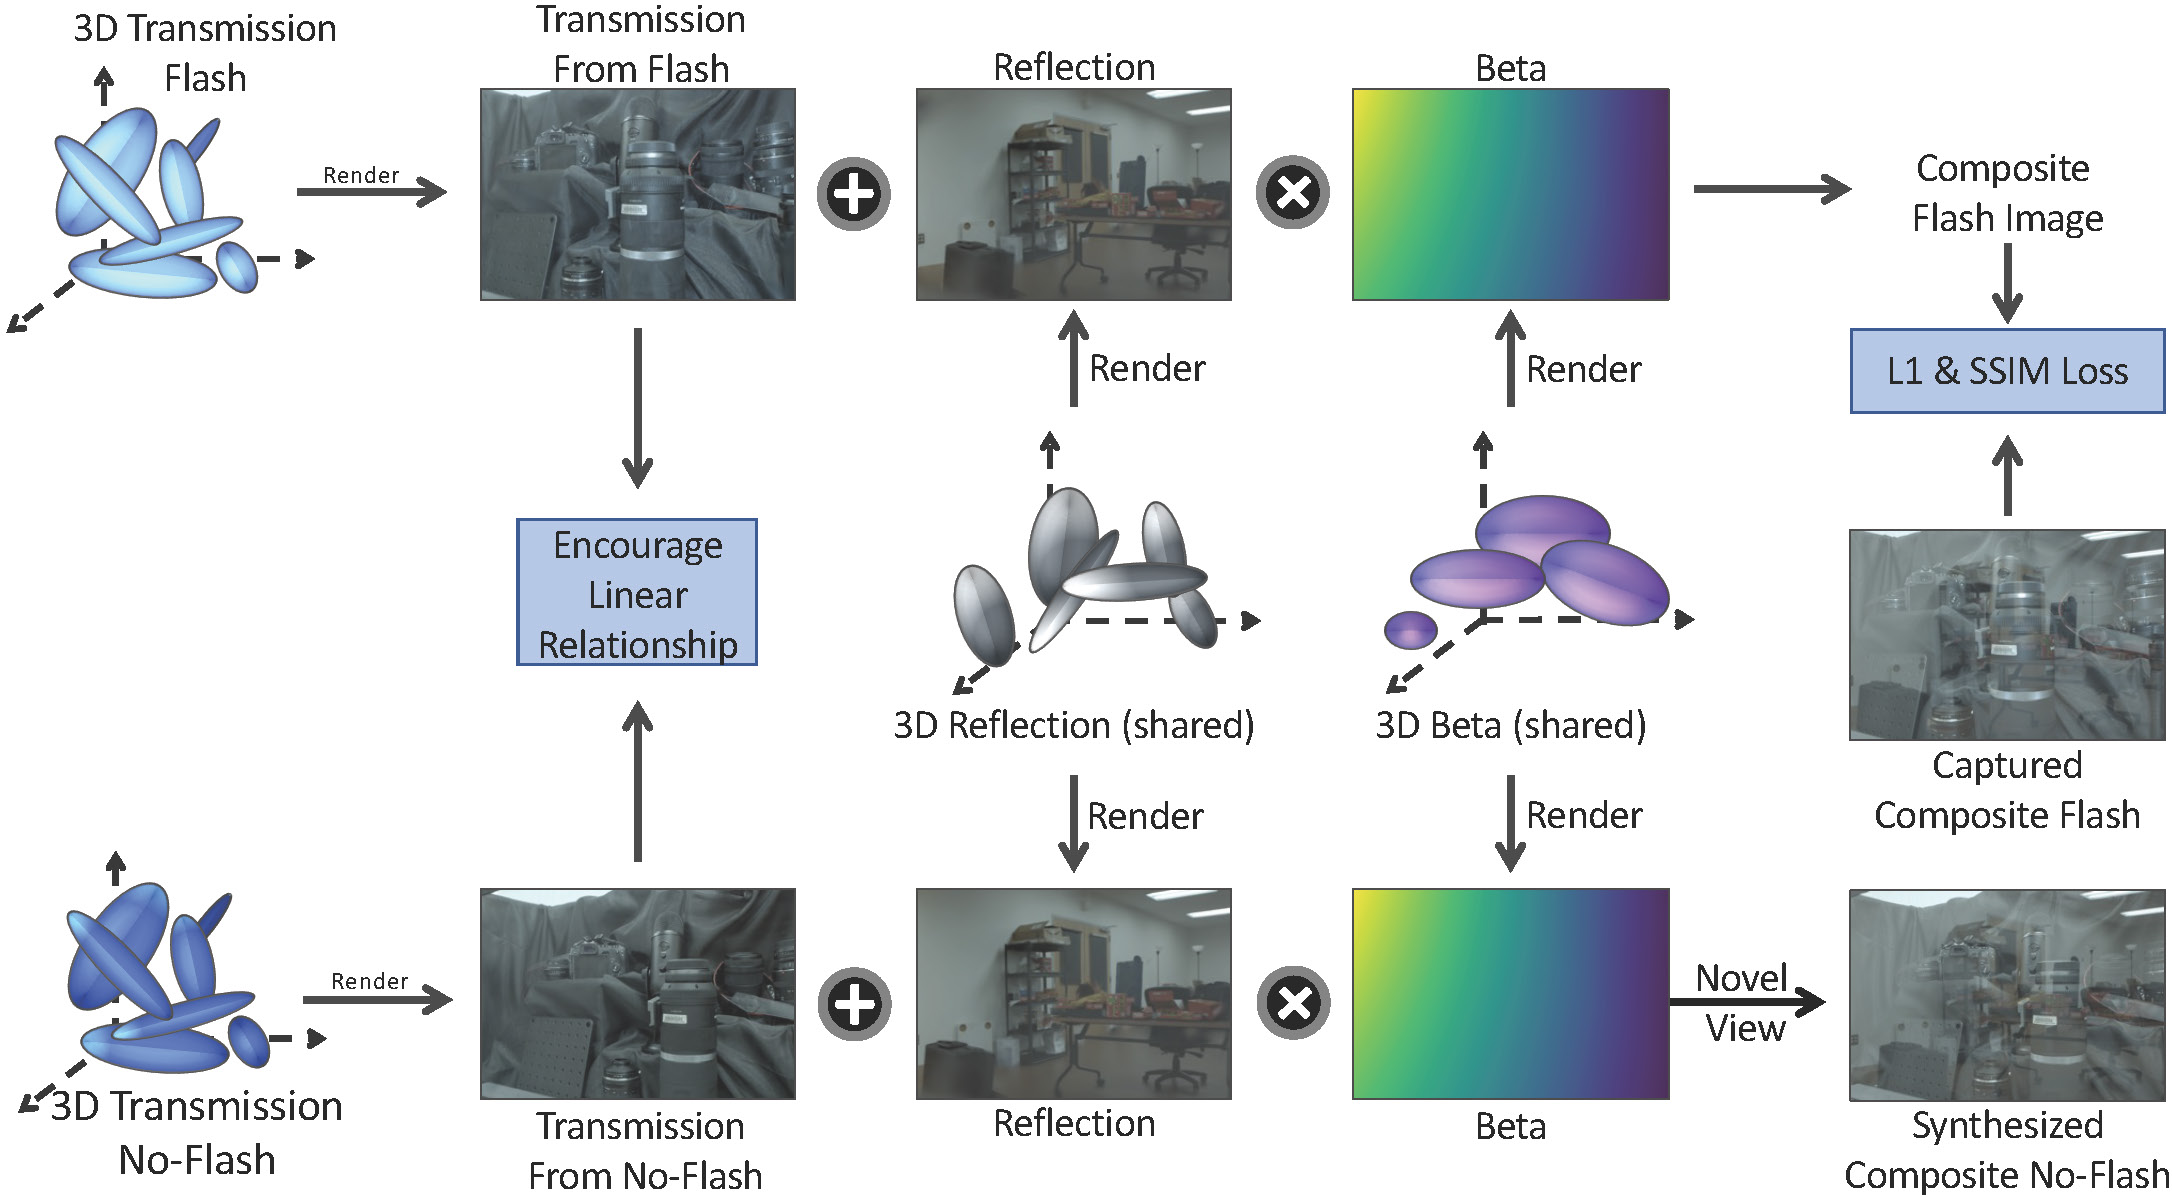 3D Transmission
Flash
Transmission
From Flash
Reflection
Beta
Render
Composite
Flash Image
Render
Render
L1 & SSIM Loss
Encourage
Linear
Relationship
3D Reflection (shared)
3D Beta (shared)
Captured
Composite Flash
Render
Render
Render
Novel
View
3D Transmission
No-Flash
Transmission
From No-Flash
Reflection
Beta
Synthesized
Composite No-Flash